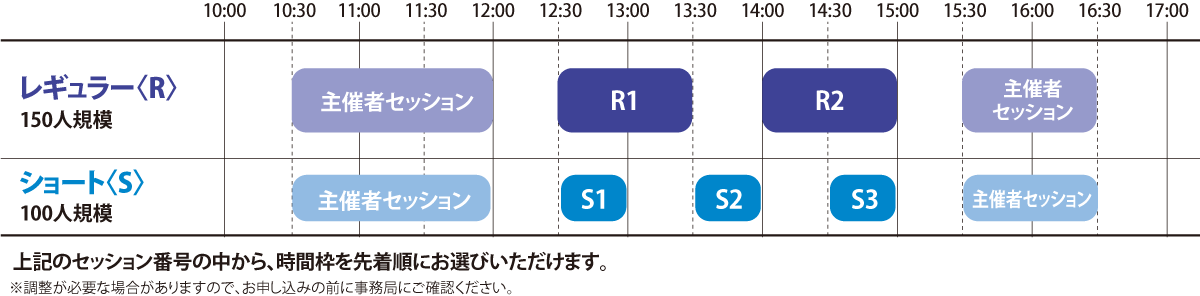 10:00 10:30 11:00 11:30 12:00 12:30 13:00 13:30 14:00 14:30 15:00 15:30 16:00 16:30 17:00
レギュラー〈R〉
150人規模
主催者セッション
R1
R2
主催者
セッション
ショート〈S〉
100人規模
主催者セッション
S1
S2
S3
主催者セッション
上記のセッション番号の中から、時間枠を先着順にお選びいただけます。
※調整が必要な場合がありますので、お申し込みの前に事務局にご確認ください。